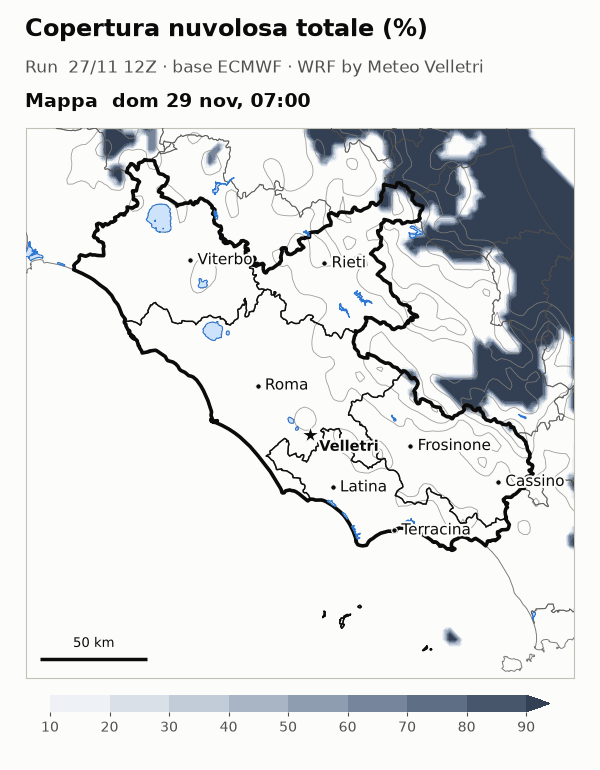 Copertura nuvolosa totale (%)
Run  27/11 12Z · base ECMWF · WRF by Meteo Velletri
Mappa  dom 29 nov, 07:00
Viterbo
Rieti
Roma
Velletri
Frosinone
Latina
Cassino
Terracina
50 km
10 20 30 40 50 60 70 80 90